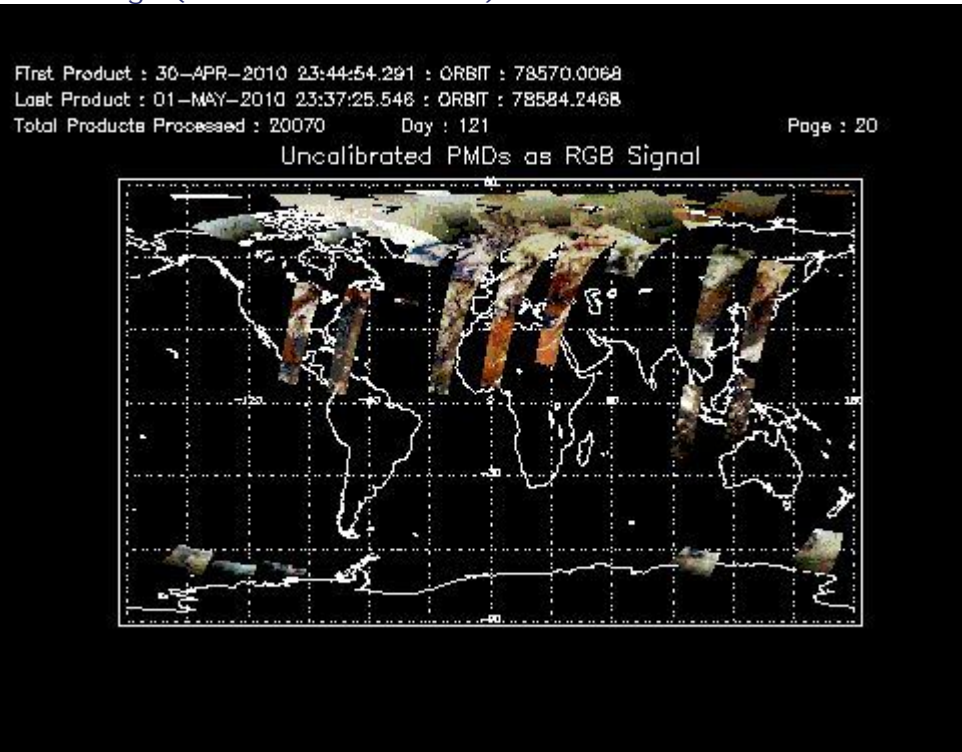 First Product : 30-APR-2010 23:44:54.291 : ORBIT : 78570.0068
Last Product : 01-MAY-2010 23:37:25.546 : ORBIT : 78584.2468
Total Products Processed : 20070 Day : 121 Page : 20
Uncalibrated PMDs as RGB Signal